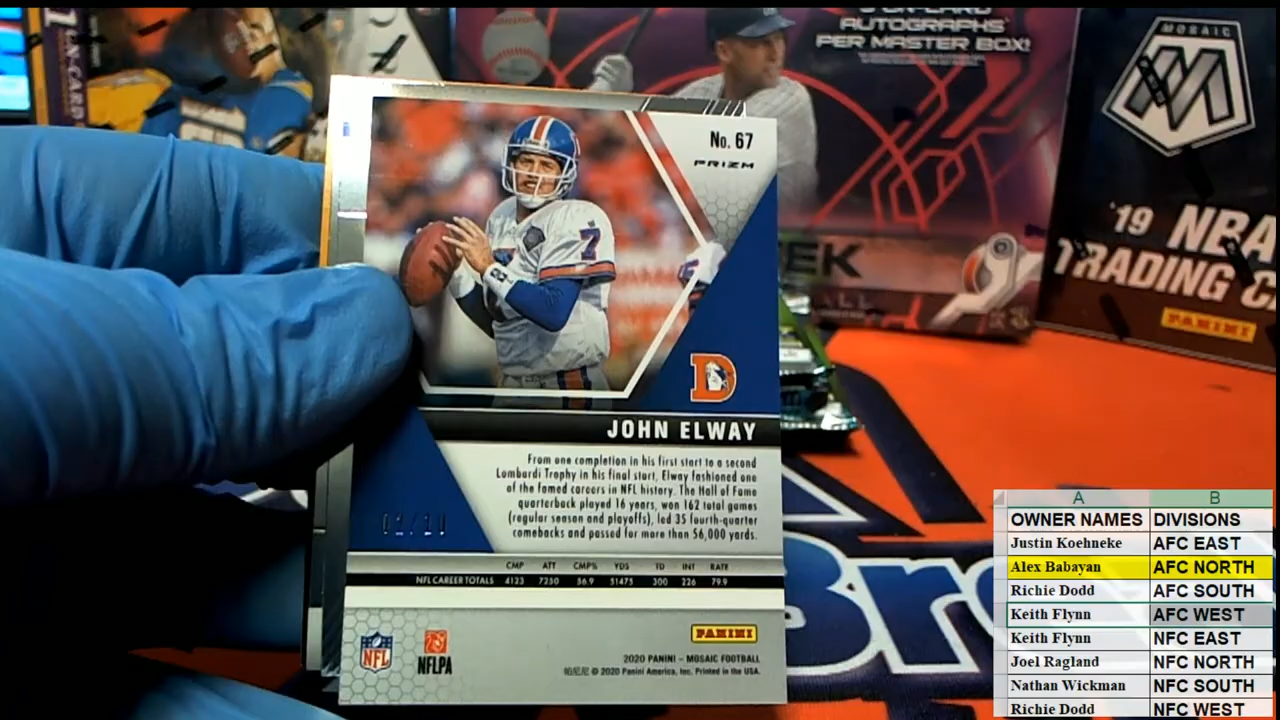 AUTOGRAPHS
PER MASTER BOX!
MOSAIC
'19 NBA
TRADING C
PANINI
No. 67
PRIZM
7
D
JOHN ELWAY
From one completion in his first start to a second
Lombardi Trophy in his final start, Elway fashioned one
of the famed careers in NFL history. The Hall of Fame
quarterback played 16 years, won 162 total games
(regular season and playoffs), led 35 fourth-quarter
comebacks and passed for more than 56,000 yards.
CMP ATT CMP% YDS TD INT RATE
NFL CAREER TOTALS 4123 7250 56.9 51475 300 226 79.9
NFL
NFLPA
PANINI
2020 PANINI – MOSAIC FOOTBALL
© 2020 Panini America, Inc. Printed in the USA.
A B
OWNER NAMES DIVISIONS
Justin Koehneke AFC EAST
Alex Babayan AFC NORTH
Richie Dodd AFC SOUTH
Keith Flynn AFC WEST
Keith Flynn NFC EAST
Joel Ragland NFC NORTH
Nathan Wickman NFC SOUTH
Richie Dodd NFC WEST